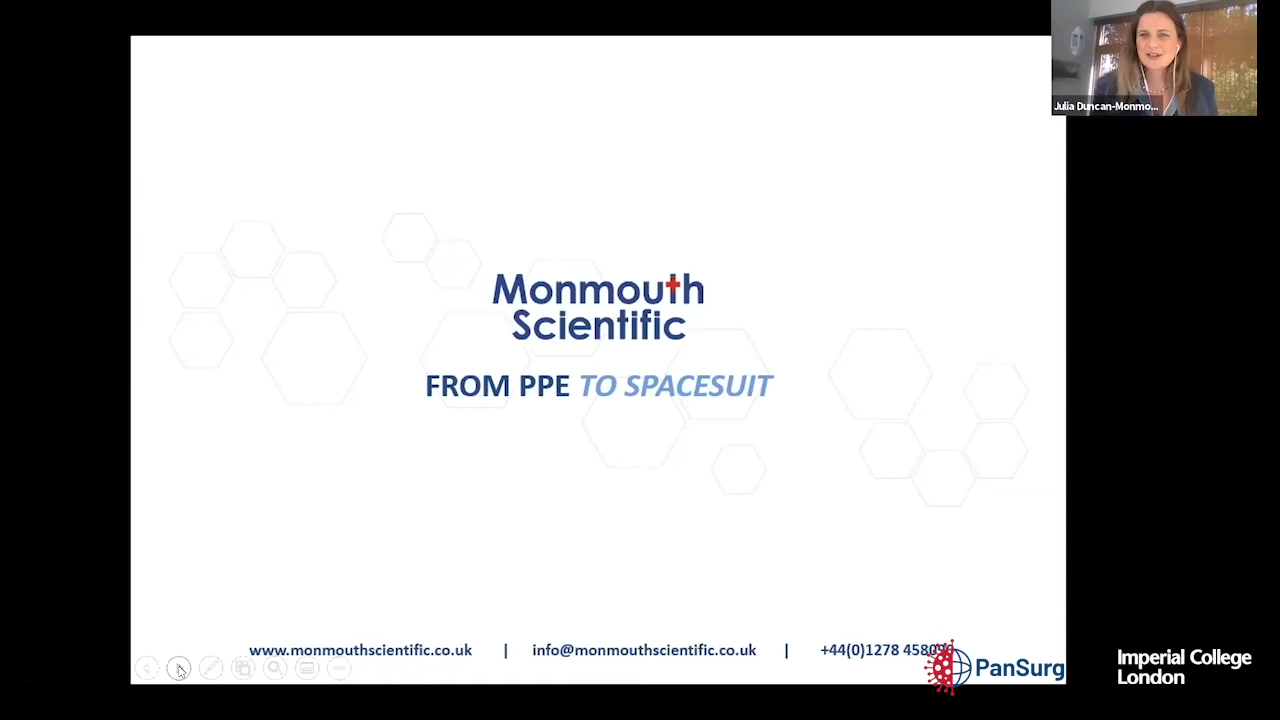 Julia Duncan-Monmo...
Monmouth
Scientific
FROM PPE TO SPACESUIT
www.monmouthscientific.co.uk | info@monmouthscientific.co.uk | +44(0)1278 458090
PanSurg
Imperial College
London